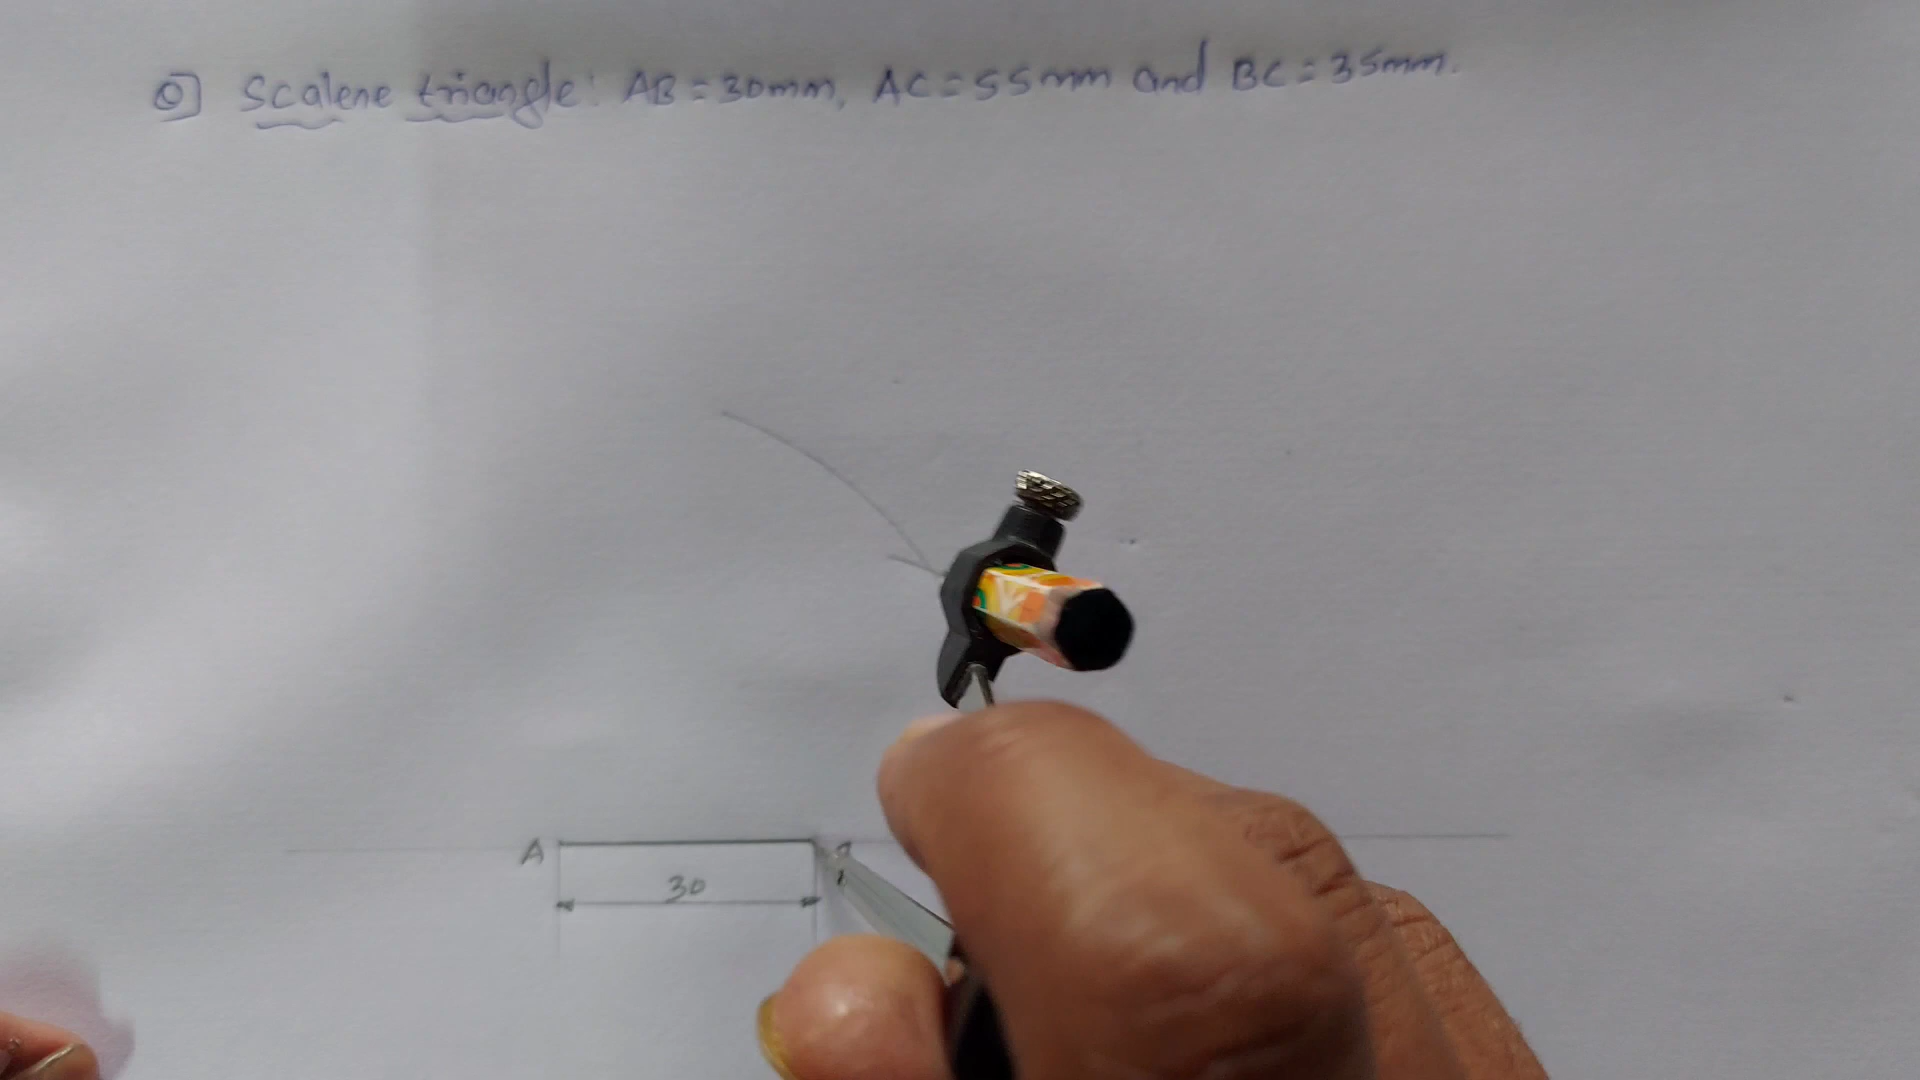 ⊙] Scalene triangle: AB = 30mm, AC = 55mm and BC = 35mm.
A
30